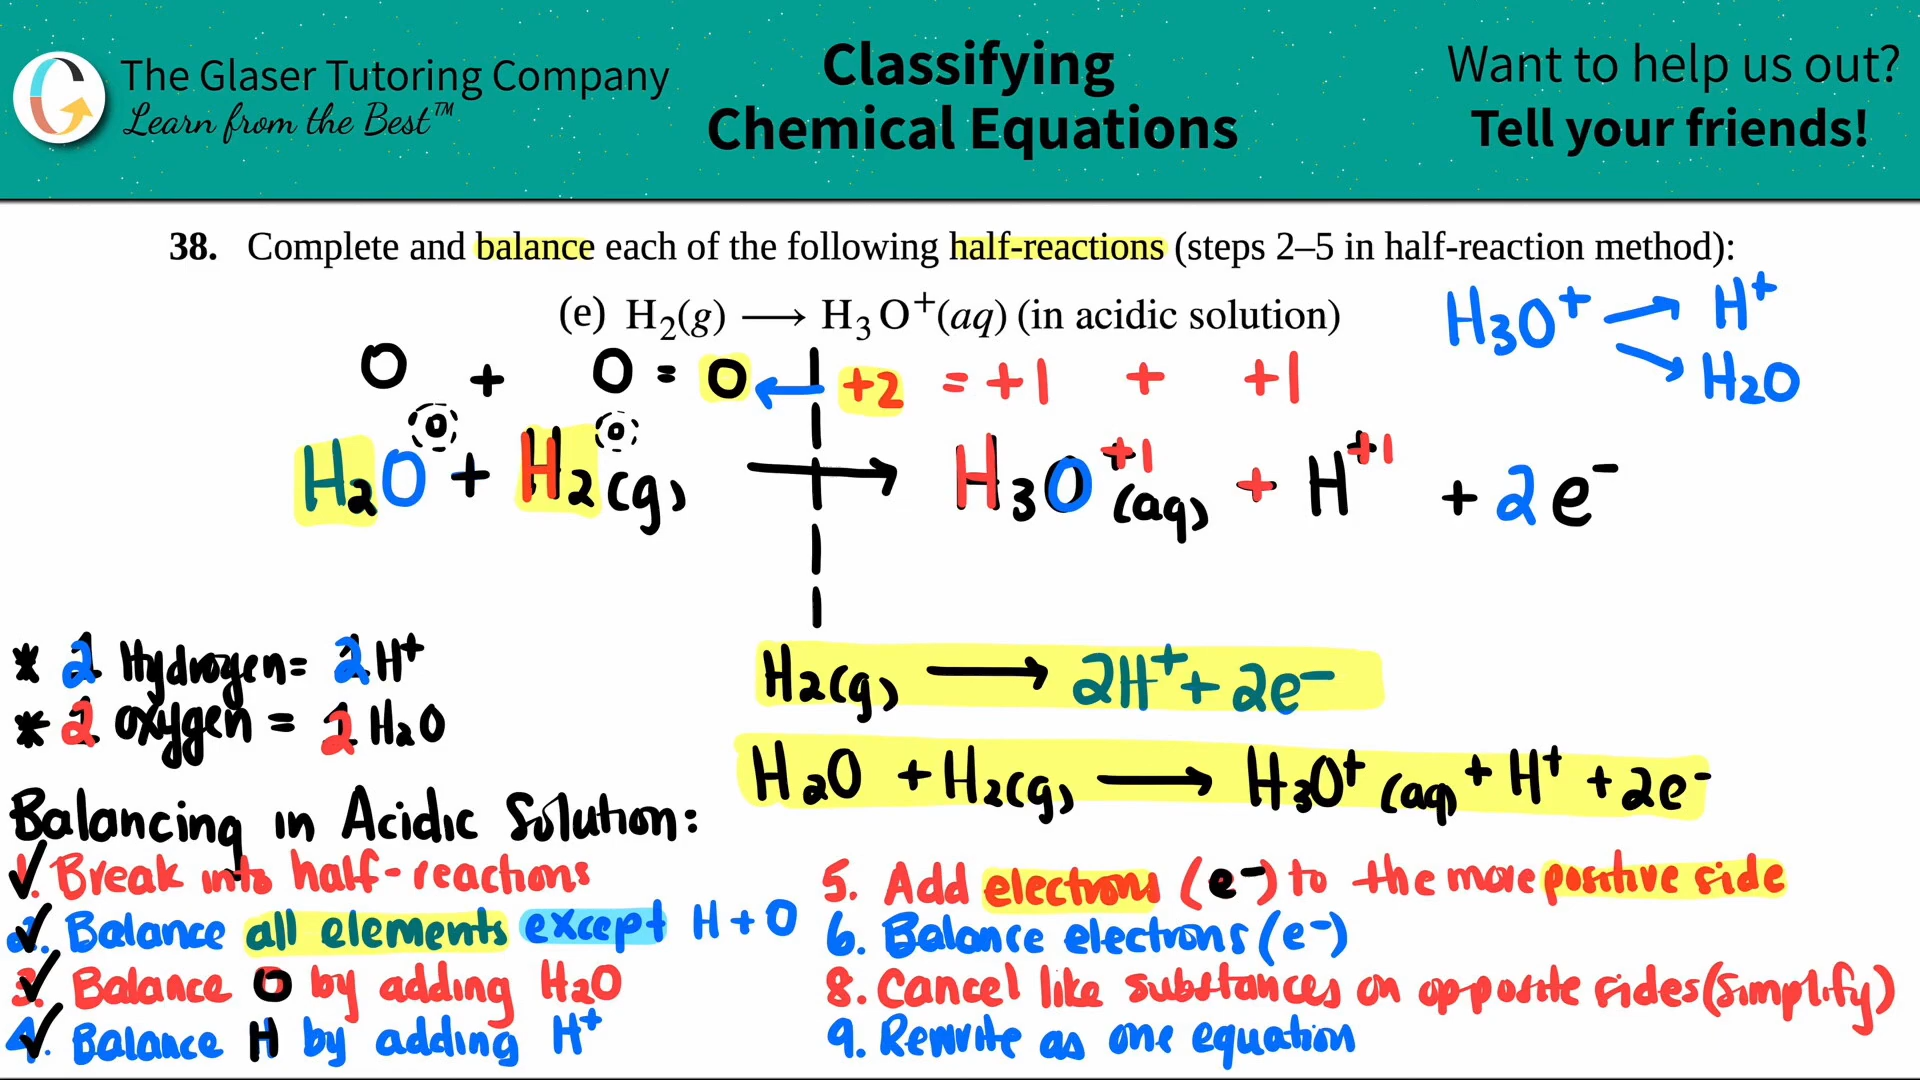 The Glaser Tutoring Company
Learn from the Best™
Classifying
Chemical Equations
Want to help us out?
Tell your friends!
38. Complete and balance each of the following half-reactions (steps 2–5 in half-reaction method):
(e) H₂(g) ⟶ H₃O⁺(aq) (in acidic solution)
H₃O⁺ → H⁺
→ H₂O
0 + 0 = 0 ← +2 = +1 + +1
0 0
H₂O + H₂(g) → H₃O⁺¹(aq) + H⁺¹ + 2e⁻
* 2 Hydrogen = 2H⁺
* 2 oxygen = 2 H₂O
H₂(g) → 2H⁺ + 2e⁻
H₂O + H₂(g) → H₃O⁺(aq) + H⁺ + 2e⁻
Balancing in Acidic Solution:
1. Break into half-reactions
2. Balance all elements except H + O
3. Balance O by adding H₂O
4. Balance H by adding H⁺
5. Add electrons (e⁻) to the more positive side
6. Balance electrons (e⁻)
8. Cancel like substances on opposite sides (simplify)
9. Rewrite as one equation